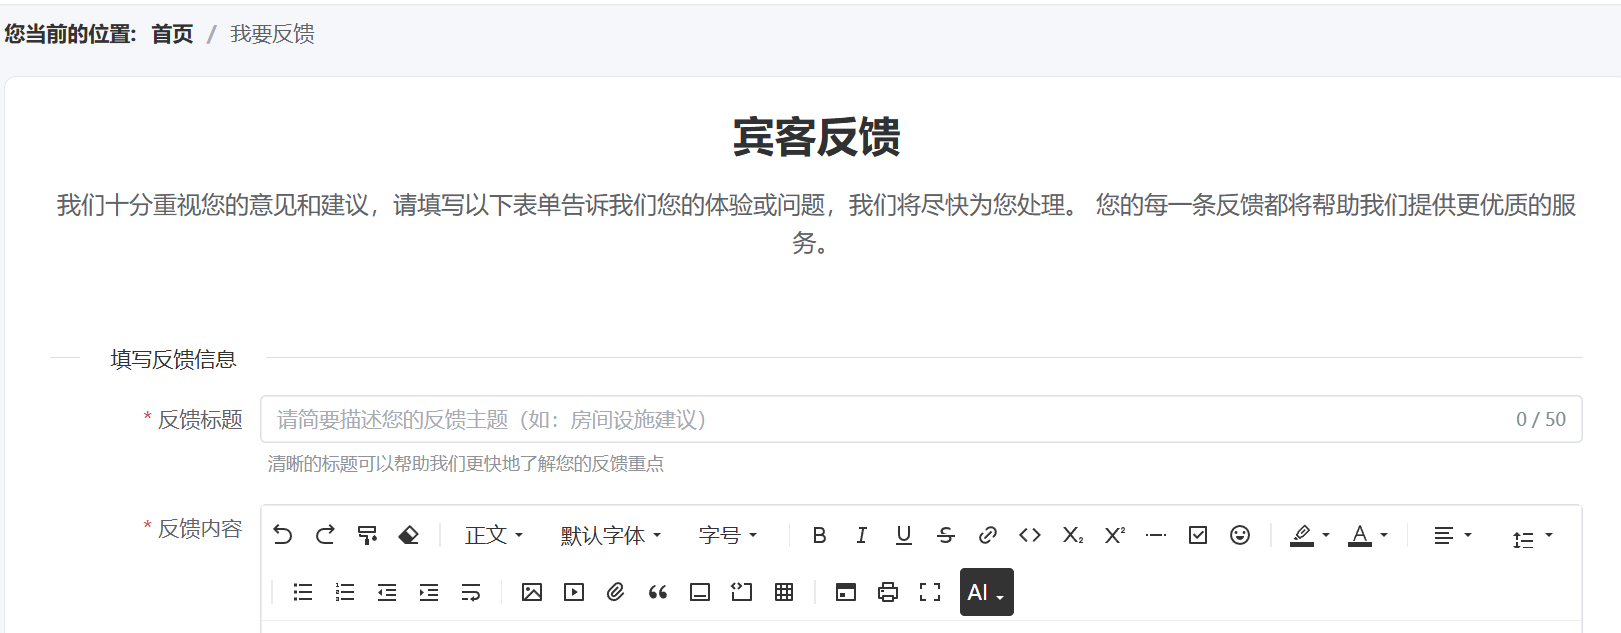 您当前的位置: 首页 / 我要反馈
宾客反馈
我们十分重视您的意见和建议，请填写以下表单告诉我们您的体验或问题，我们将尽快为您处理。 您的每一条反馈都将帮助我们提供更优质的服
务。
填写反馈信息
* 反馈标题 请简要描述您的反馈主题（如：房间设施建议） 0 / 50
清晰的标题可以帮助我们更快地了解您的反馈重点
* 反馈内容 正文 默认字体 字号
AI